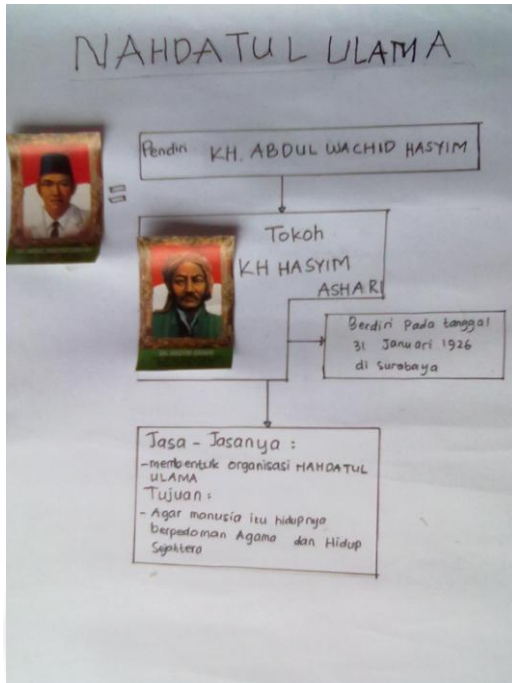 NAHDATUL ULAMA
Pendiri KH. ABDUL WACHID HASYIM
=
Tokoh
KH HASYIM
ASHARI
Berdiri Pada tanggal
31 Januari 1926
di Surabaya
Jasa - Jasanya :
- membentuk organisasi NAHDATUL
ULAMA
Tujuan :
- Agar manusia itu hidupnya
berpedoman Agama dan Hidup
Sejahtera